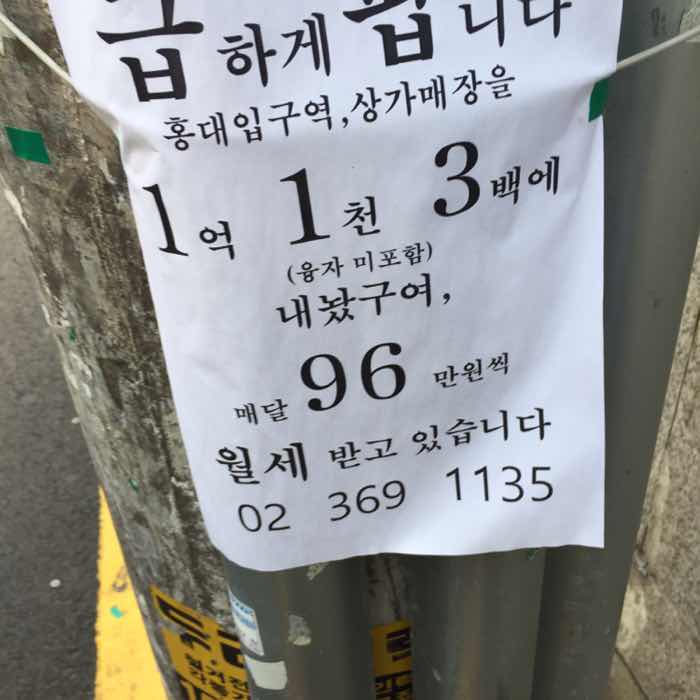 급하게 팝니다
홍대입구역,상가매장을
1억 1천 3백에
(융자 미포함)
내놨구여,
매달 96 만원씩
월세 받고 있습니다
02 369 1135